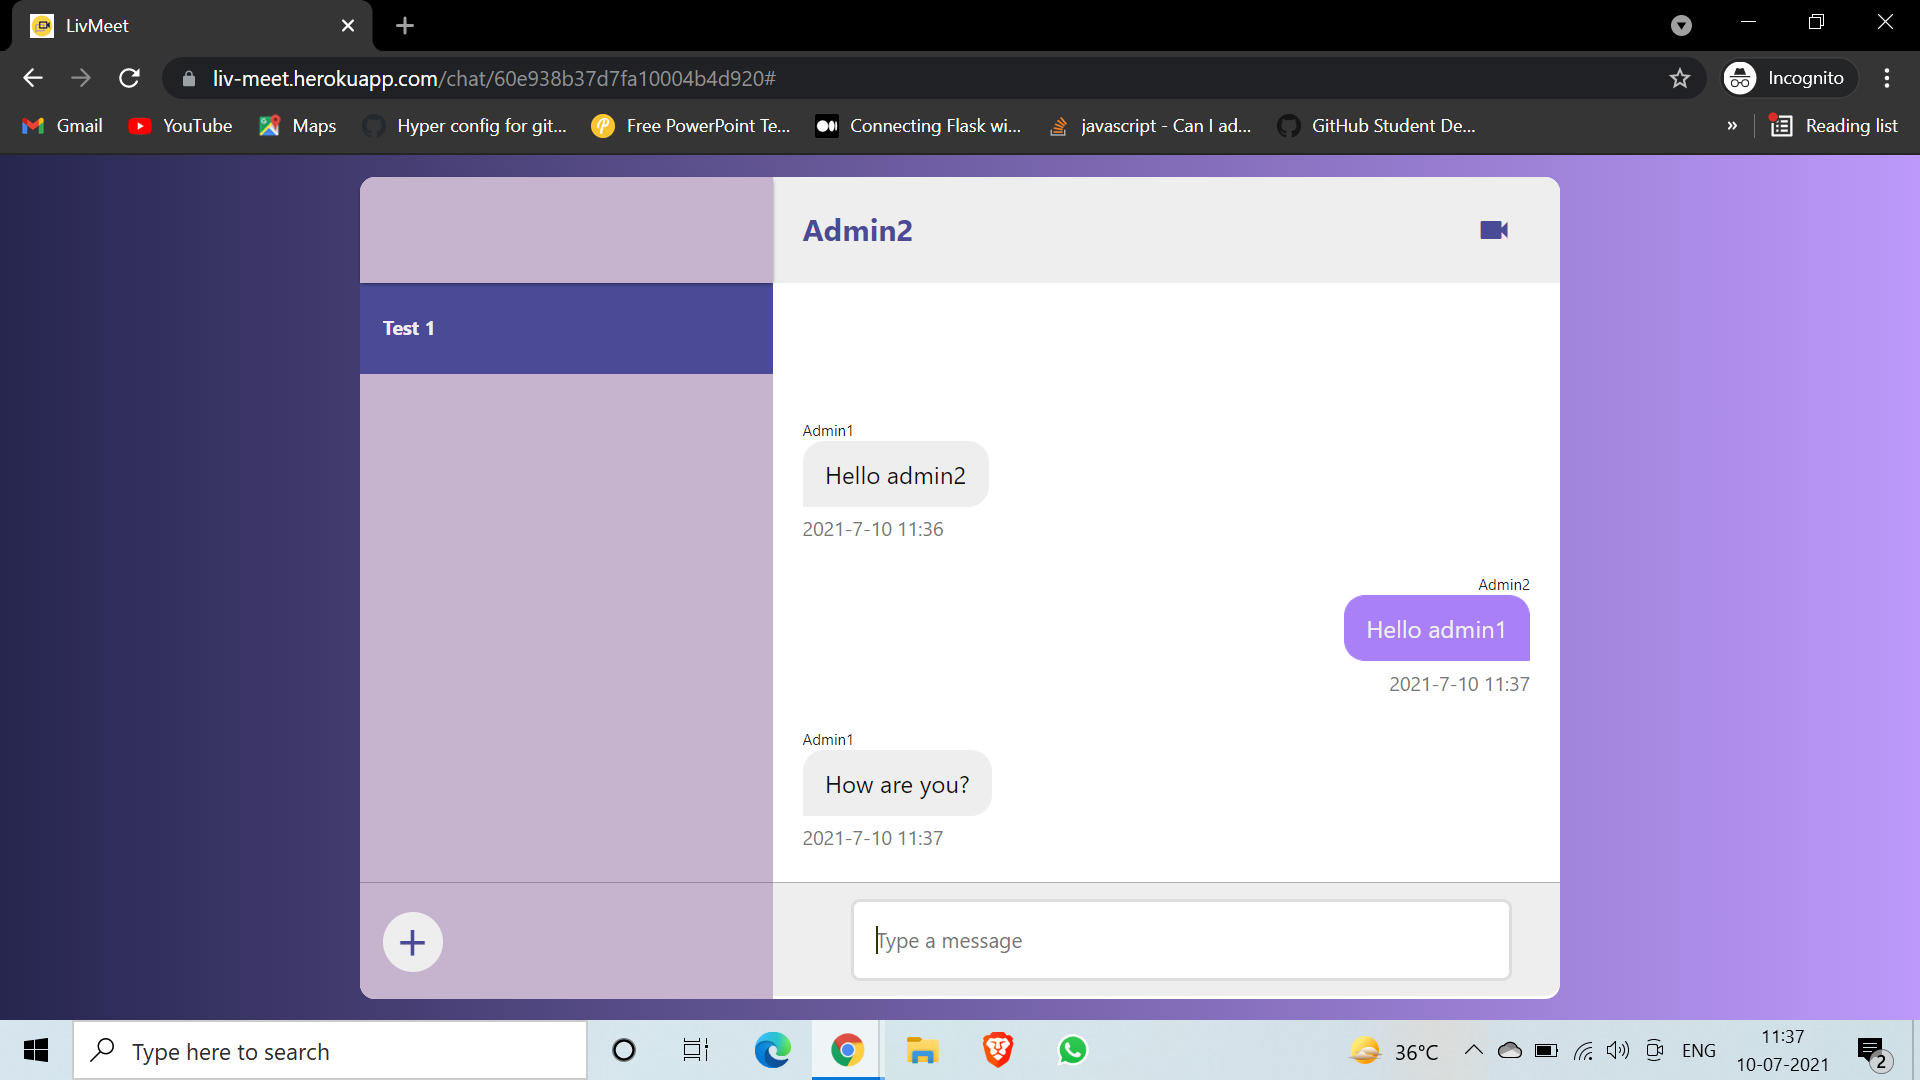 LivMeet
liv-meet.herokuapp.com/chat/60e938b37d7fa10004b4d920#
Incognito
Gmail YouTube Maps Hyper config for git... Free PowerPoint Te... Connecting Flask wi... javascript - Can I ad... GitHub Student De... » Reading list
Admin2
Test 1
Admin1
Hello admin2
2021-7-10 11:36
Admin2
Hello admin1
2021-7-10 11:37
Admin1
How are you?
2021-7-10 11:37
Type a message
Type here to search
36°C
ENG
11:37
10-07-2021
2